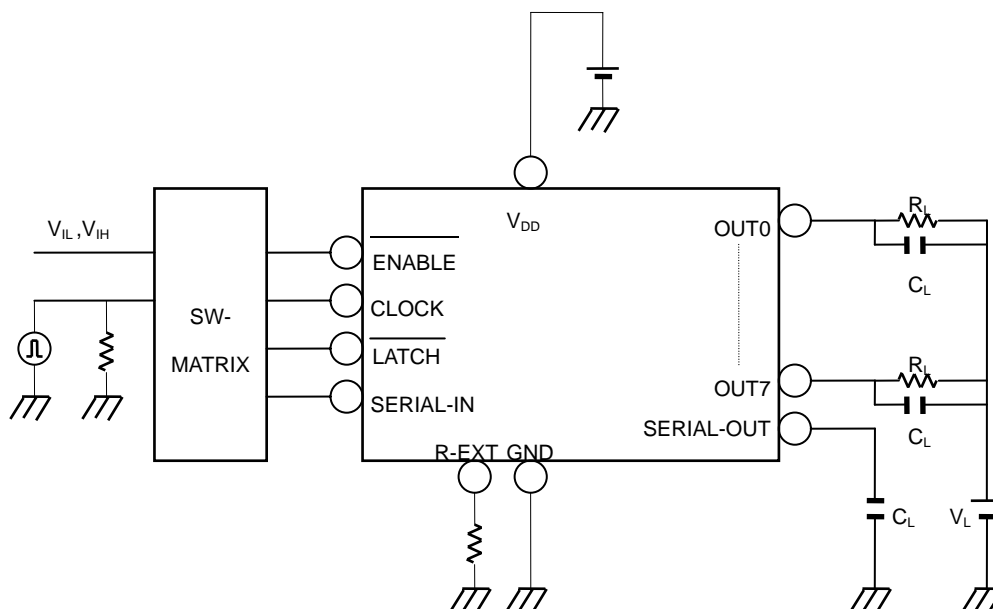 V_DD
V_IL ,V_IH
SW-
MATRIX
ENABLE
CLOCK
LATCH
SERIAL-IN
OUT0
OUT7
SERIAL-OUT
R-EXT GND
R_L
C_L
R_L
C_L
C_L
V_L